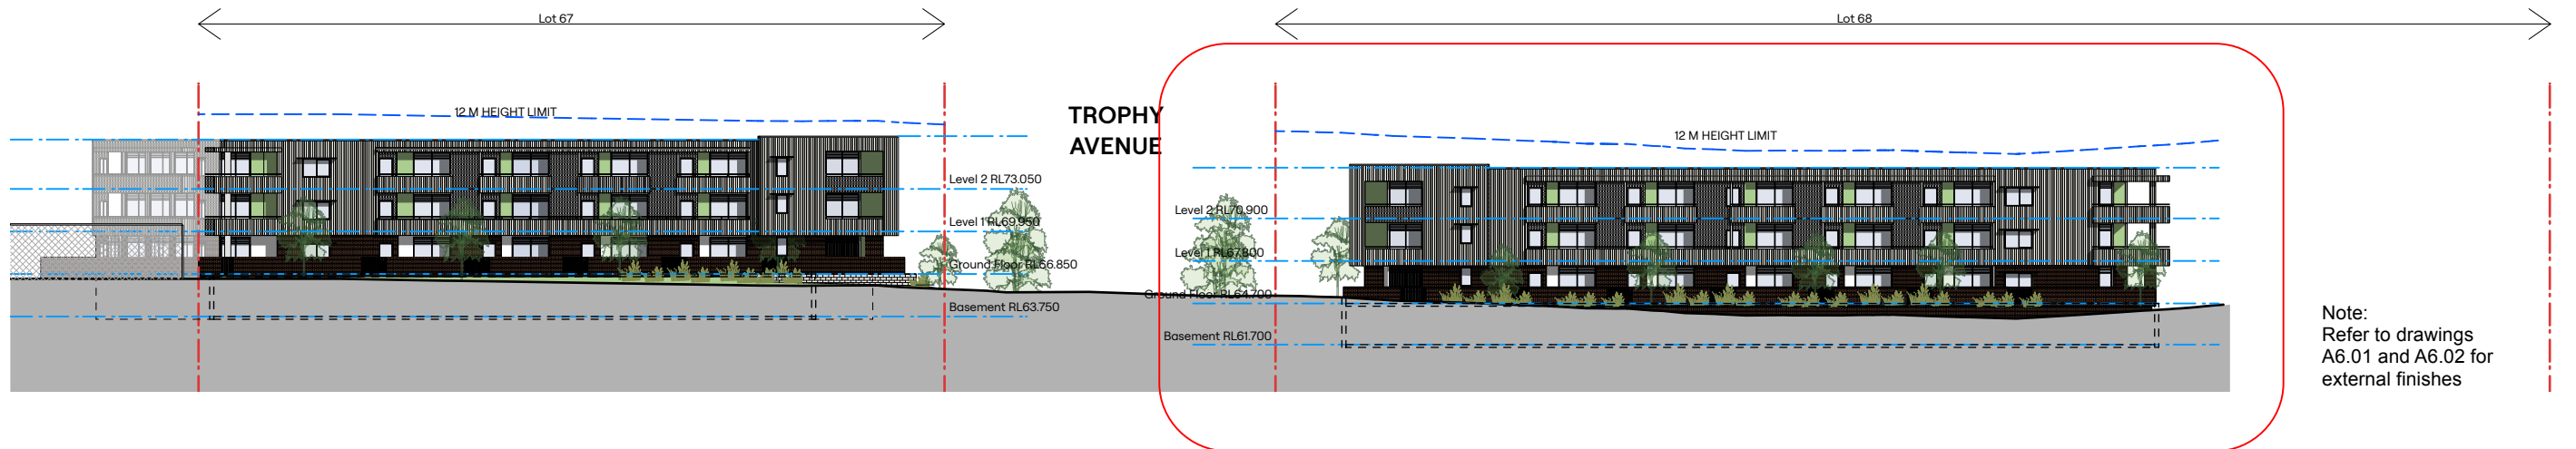 Lot 67
Lot 68
12 M HEIGHT LIMIT
TROPHY
AVENUE
12 M HEIGHT LIMIT
Level 2 RL73.050
Level 1 RL69.950
Ground Floor RL66.850
Basement RL63.750
Level 2 RL70.900
Level 1 RL67.800
Ground Floor RL64.700
Basement RL61.700
Note:
Refer to drawings
A6.01 and A6.02 for
external finishes